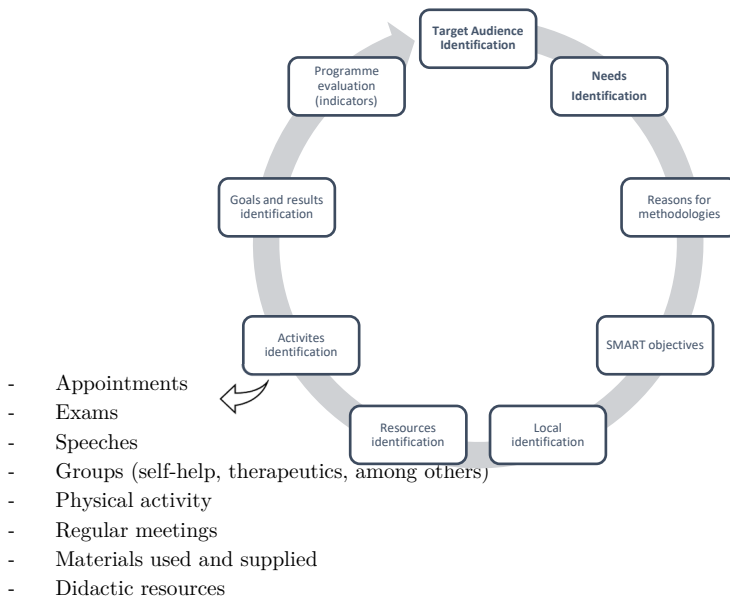 Target Audience
Identification
Needs
Identification
Reasons for
methodologies
SMART objectives
Local
identification
Resources
identification
Activites
identification
Goals and results
identification
Programme
evaluation
(indicators)
- Appointments
- Exams
- Speeches
- Groups (self-help, therapeutics, among others)
- Physical activity
- Regular meetings
- Materials used and supplied
- Didactic resources